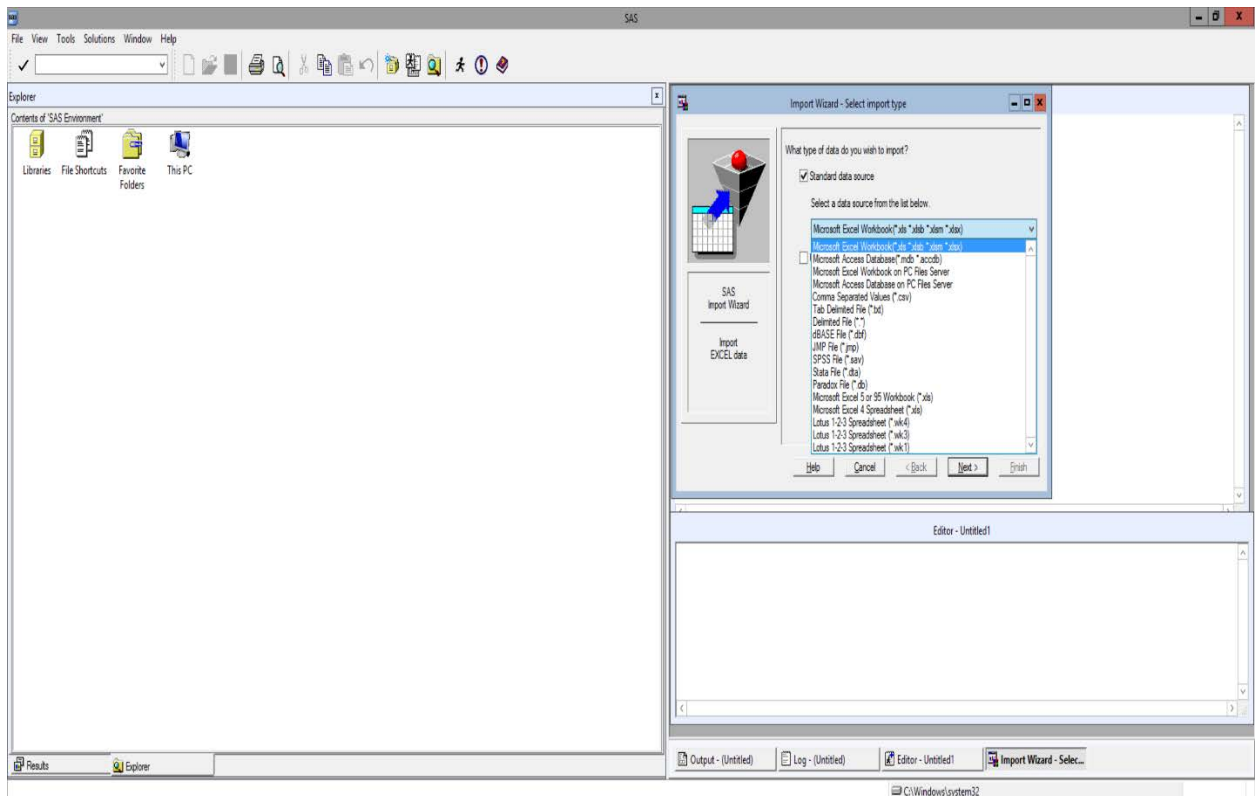 SAS
File View Tools Solutions Window Help
Explorer
Contents of 'SAS Environment'
Libraries
File Shortcuts
Favorite Folders
This PC
Import Wizard - Select import type
What type of data do you wish to import?
Standard data source
Select a data source from the list below.
Microsoft Excel Workbook(*.xls *.xlsb *.xlsm *.xlsx)
Microsoft Excel Workbook(*.xls *.xlsb *.xlsm *.xlsx)
Microsoft Access Database(*.mdb *.accdb)
Microsoft Excel Workbook on PC Files Server
Microsoft Access Database on PC Files Server
Comma Separated Values (*.csv)
Tab Delimited File (*.txt)
Delimited File (*.*)
dBASE File (*.dbf)
JMP File (*.jmp)
SPSS File (*.sav)
Stata File (*.dta)
Paradox File (*.db)
Microsoft Excel 5 or 95 Workbook (*.xls)
Microsoft Excel 4 Spreadsheet (*.xls)
Lotus 1-2-3 Spreadsheet (*.wk4)
Lotus 1-2-3 Spreadsheet (*.wk3)
Lotus 1-2-3 Spreadsheet (*.wk1)
SAS
Import Wizard
Import
EXCEL data
Help
Cancel
< Back
Next >
Finish
Editor - Untitled1
Results
Explorer
Output - (Untitled)
Log - (Untitled)
Editor - Untitled1
Import Wizard - Selec...
C:\Windows\system32